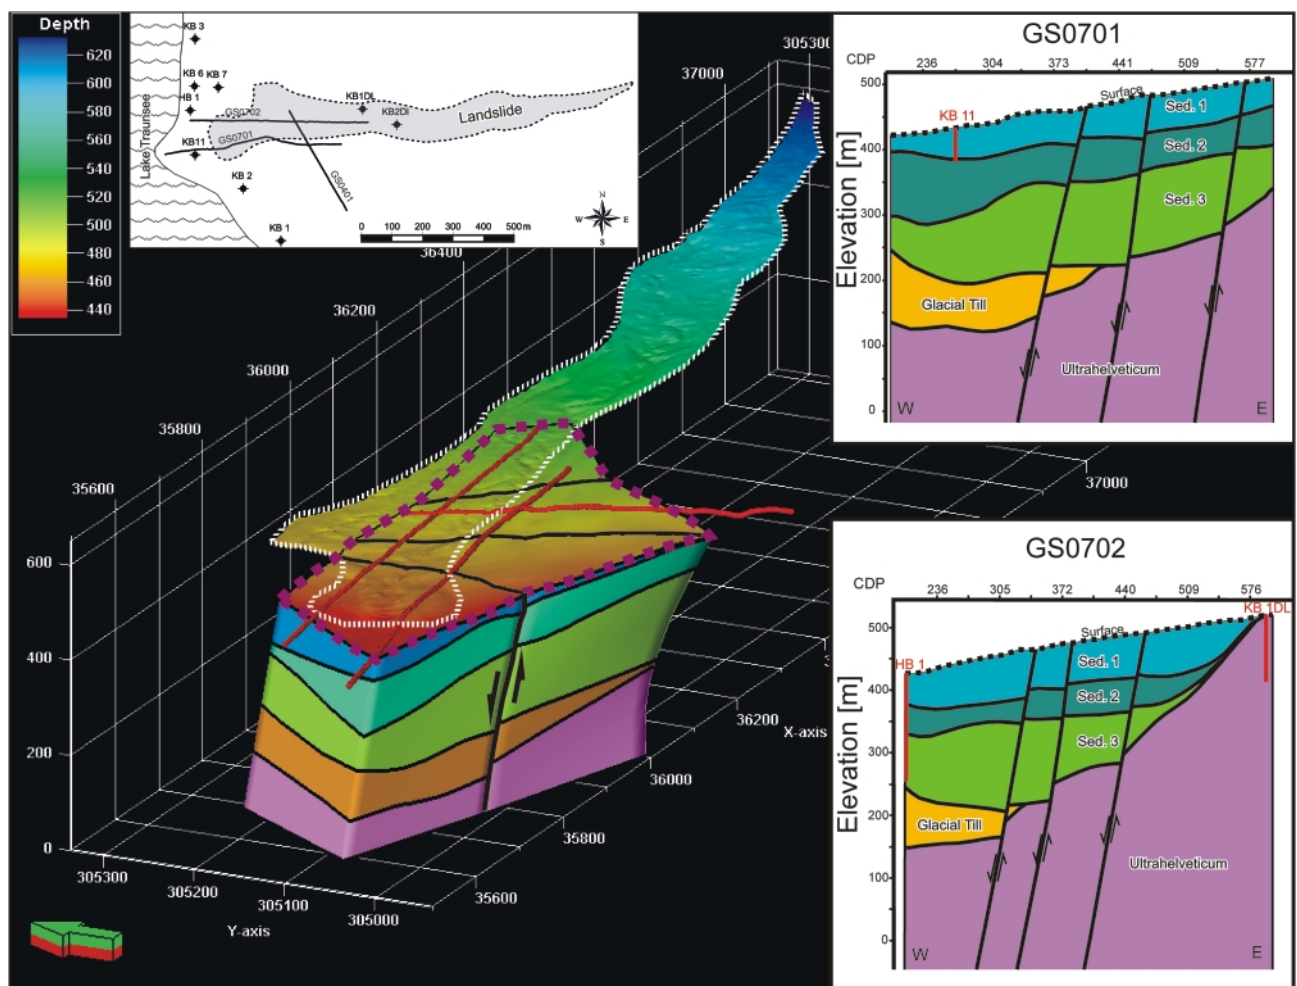 Depth
620
600
580
560
540
520
500
480
460
440
KB 3
KB 6 KB 7
HB 1
GS0702
KB1DL
KB2Dl
Landslide
GS0701
KB11
Lake Traunsee
KB 2
GS0401
KB 1
N
W E
S
0 100 200 300 400 500m
305300
37000
36400
36200
36000
35800
35600
600
400
200
0
305300
305200
305100
305000
Y-axis
35600
35800
36000
36200
X-axis
37000
GS0701
CDP
236 304 373 441 509 577
Elevation [m]
500
400
300
200
100
0
KB 11
Surface
Sed. 1
Sed. 2
Sed. 3
Glacial Till
Ultrahelveticum
W E
GS0702
CDP
236 305 372 440 509 576
KB 1DL
Elevation [m]
500
400
300
200
100
0
HB 1
Surface
Sed. 1
Sed. 2
Sed. 3
Glacial Till
Ultrahelveticum
W E